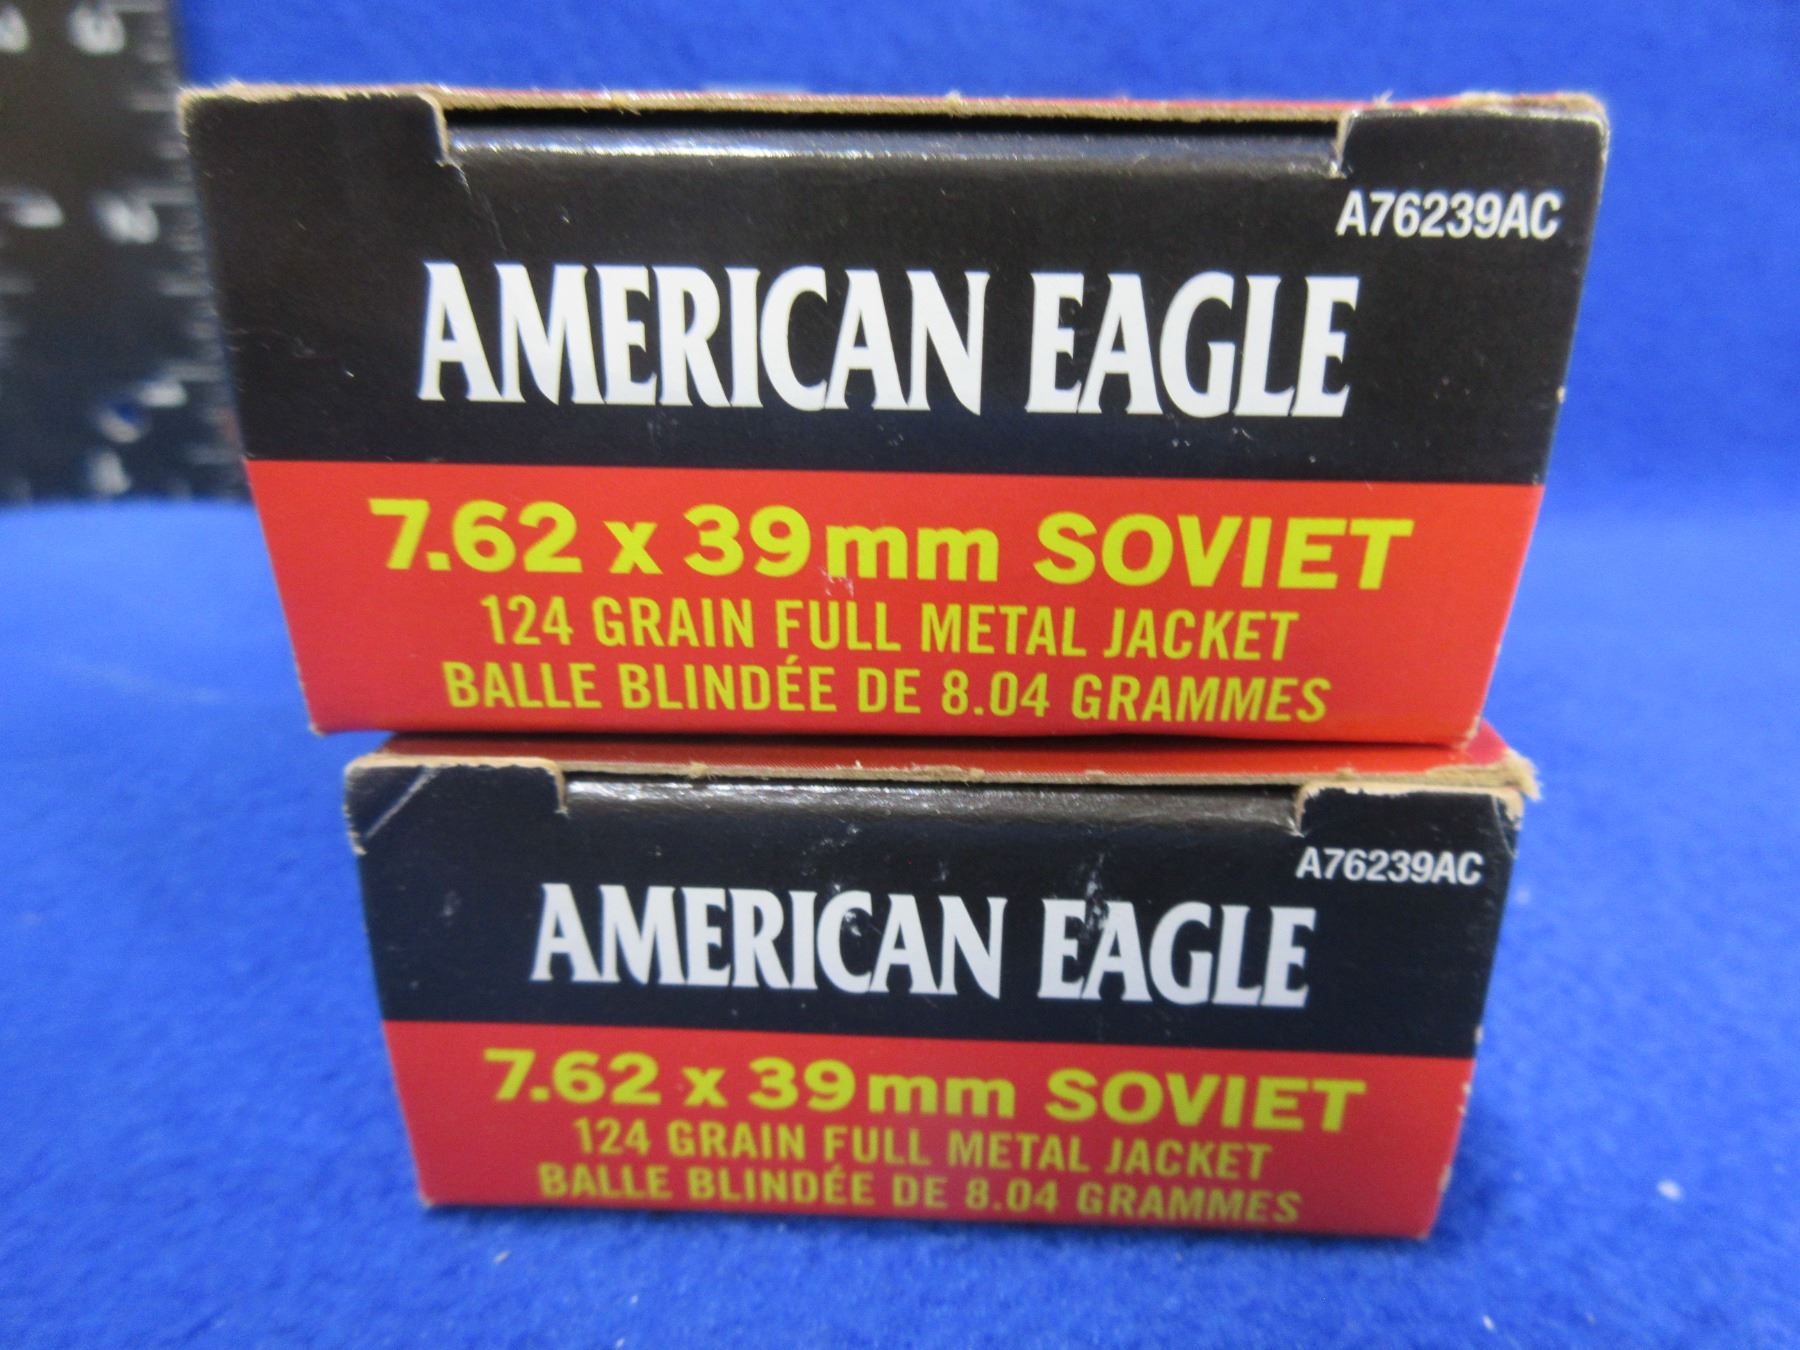 A76239AC
AMERICAN EAGLE
7.62 x 39mm SOVIET
124 GRAIN FULL METAL JACKET
BALLE BLINDÉE DE 8.04 GRAMMES
A76239AC
AMERICAN EAGLE
7.62 x 39mm SOVIET
124 GRAIN FULL METAL JACKET
BALLE BLINDÉE DE 8.04 GRAMMES